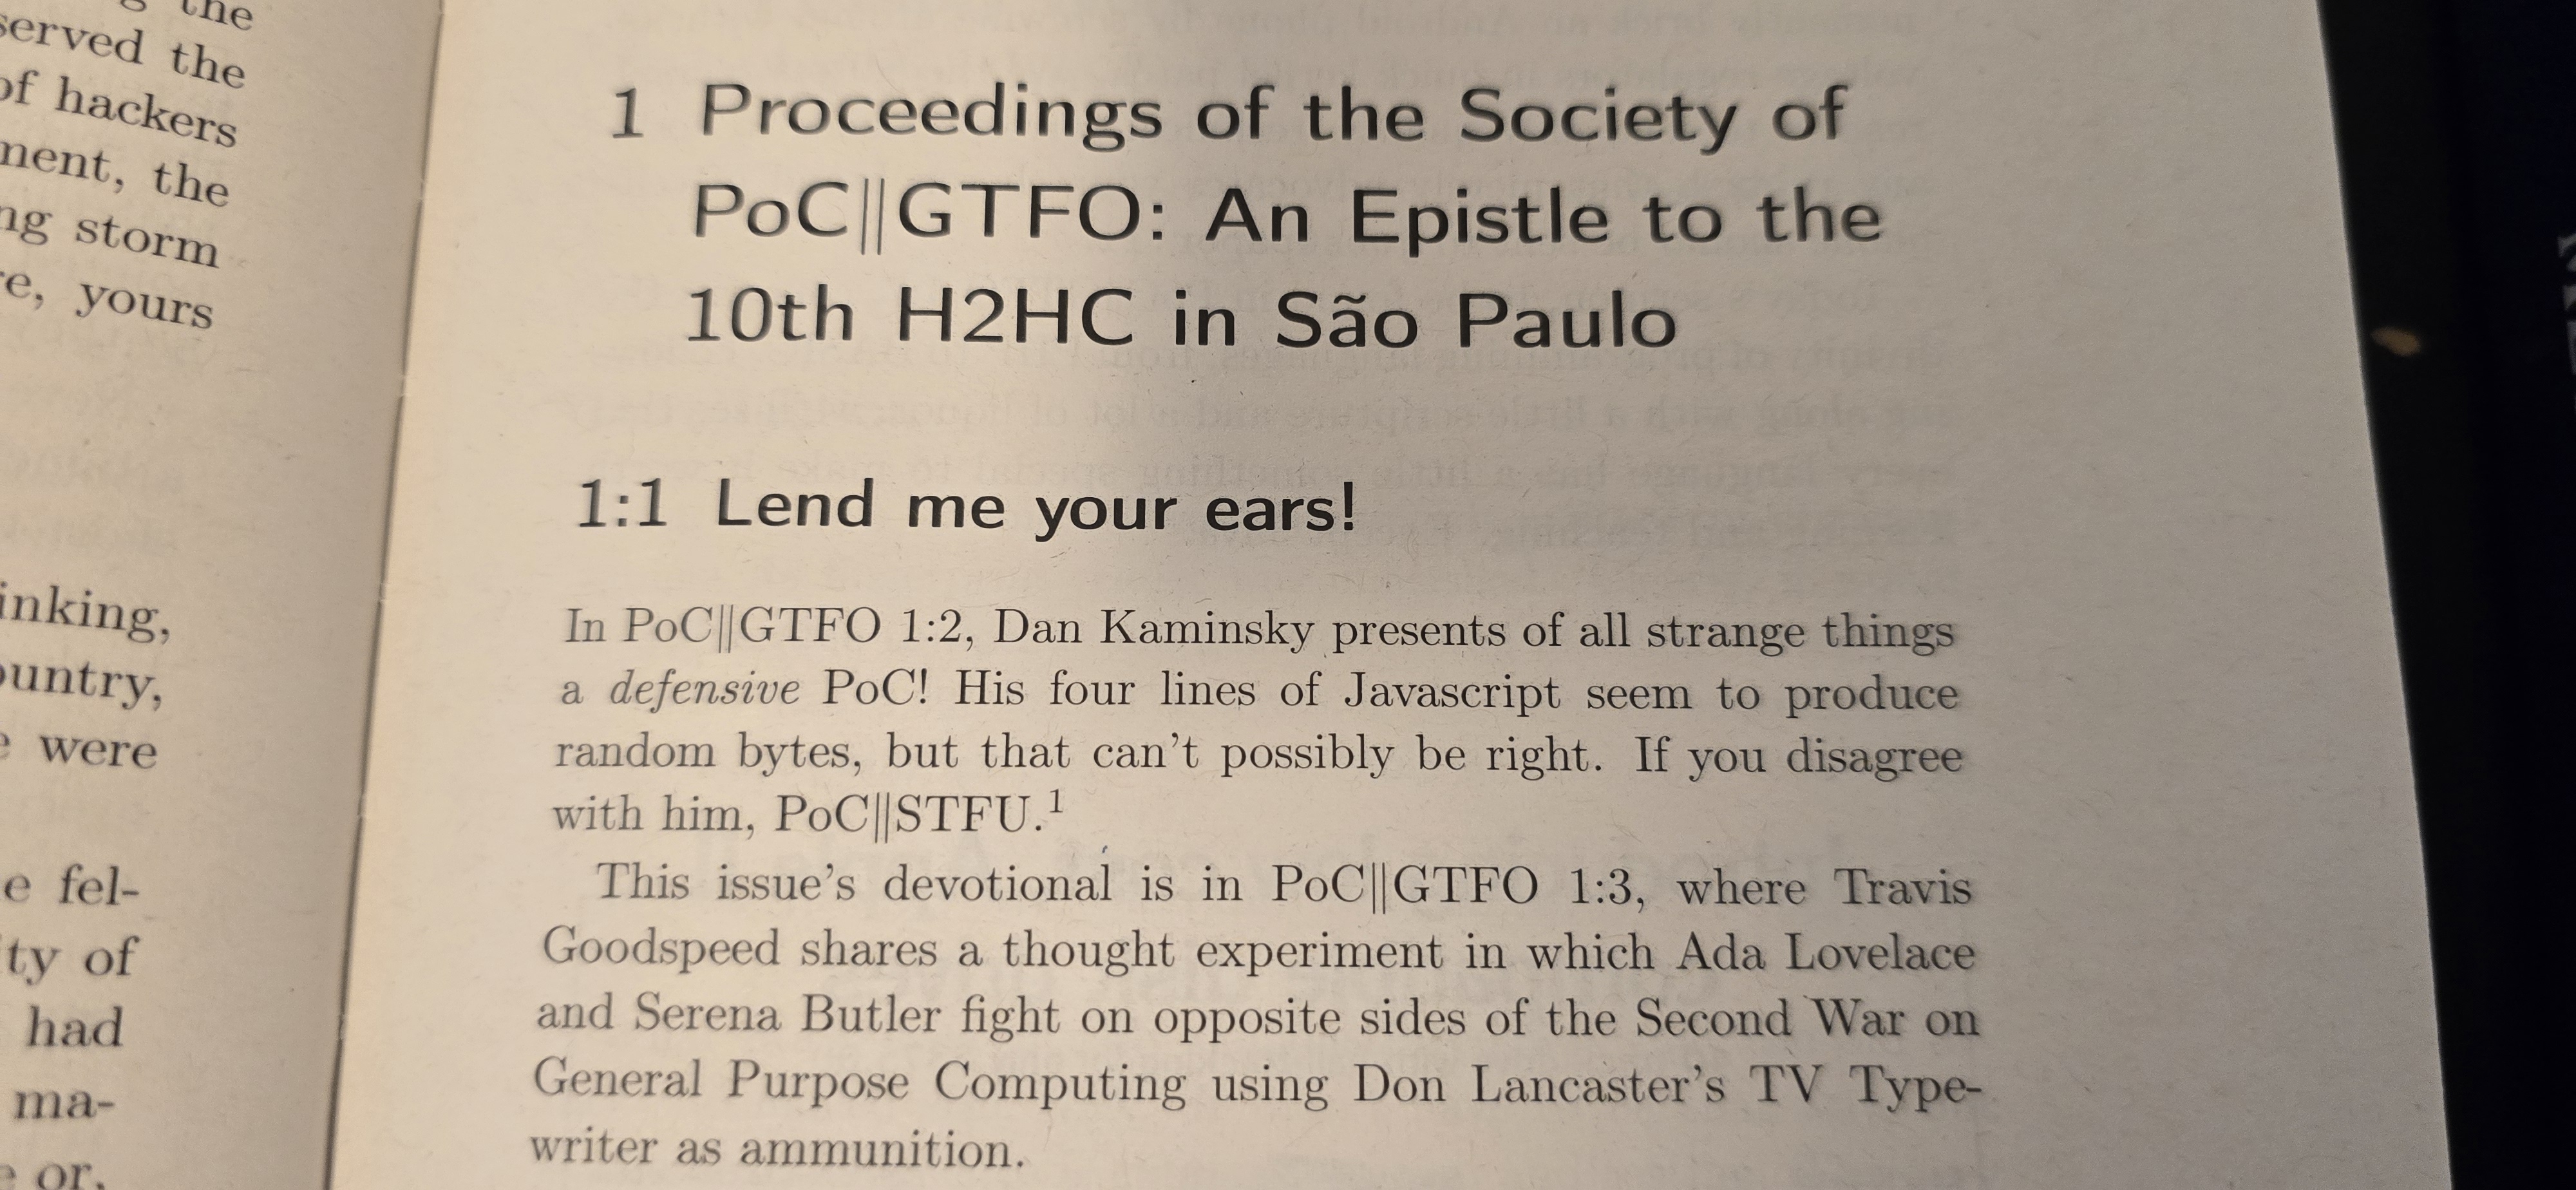 the
served the
of hackers
ment, the
ng storm
re, yours
inking,
ountry,
were
e fel-
ty of
had
ma-
or,
1 Proceedings of the Society of
PoC||GTFO: An Epistle to the
10th H2HC in São Paulo
1:1 Lend me your ears!
In PoC||GTFO 1:2, Dan Kaminsky presents of all strange things
a defensive PoC! His four lines of Javascript seem to produce
random bytes, but that can't possibly be right. If you disagree
with him, PoC||STFU.¹
This issue's devotional is in PoC||GTFO 1:3, where Travis
Goodspeed shares a thought experiment in which Ada Lovelace
and Serena Butler fight on opposite sides of the Second War on
General Purpose Computing using Don Lancaster's TV Type-
writer as ammunition.